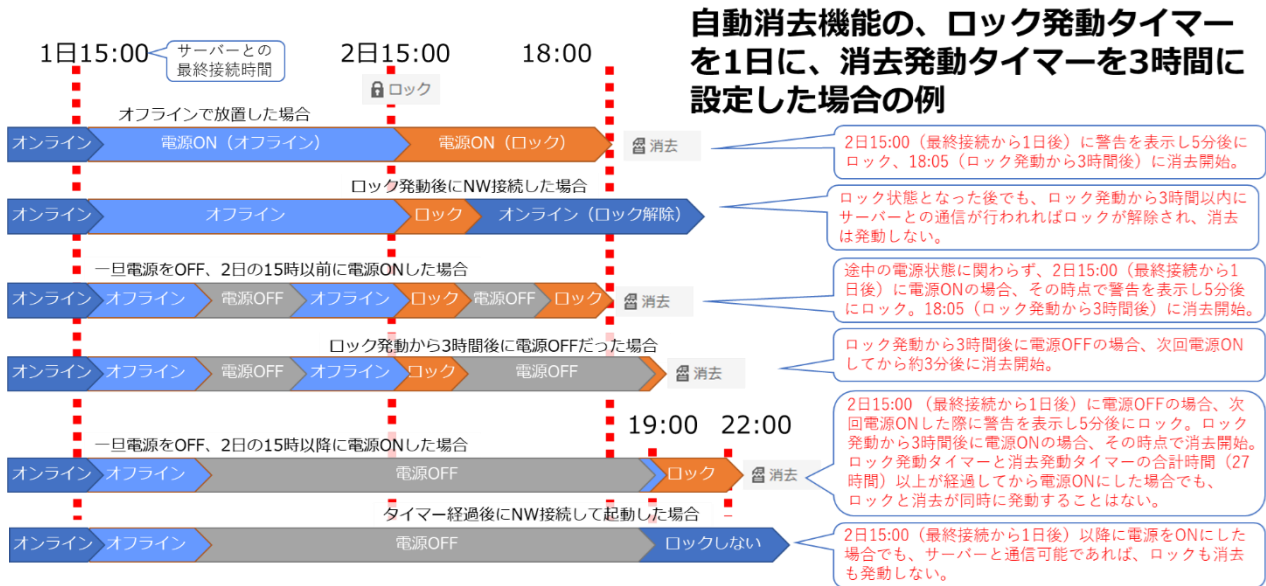 自動消去機能の、ロック発動タイマー
を1日に、消去発動タイマーを3時間に
設定した場合の例
1日15:00
サーバーとの
最終接続時間
2日15:00
18:00
ロック
オフラインで放置した場合
オンライン
電源ON（オフライン）
電源ON（ロック）
消去
2日15:00（最終接続から1日後）に警告を表示し5分後に
ロック、18:05（ロック発動から3時間後）に消去開始。
ロック発動後にNW接続した場合
オンライン
オフライン
ロック
オンライン（ロック解除）
ロック状態となった後でも、ロック発動から3時間以内に
サーバーとの通信が行われればロックが解除され、消去
は発動しない。
一旦電源をOFF、2日の15時以前に電源ONした場合
オンライン
オフライン
電源OFF
オフライン
ロック
電源OFF
ロック
消去
途中の電源状態に関わらず、2日15:00（最終接続から1
日後）に電源ONの場合、その時点で警告を表示し5分後
にロック。18:05（ロック発動から3時間後）に消去開始。
ロック発動から3時間後に電源OFFだった場合
オンライン
オフライン
電源OFF
オフライン
ロック
電源OFF
消去
ロック発動から3時間後に電源OFFの場合、次回電源ON
してから約3分後に消去開始。
19:00
22:00
一旦電源をOFF、2日の15時以降に電源ONした場合
オンライン
オフライン
電源OFF
ロック
消去
2日15:00 （最終接続から1日後）に電源OFFの場合、次
回電源ONした際に警告を表示し5分後にロック。ロック
発動から3時間後に電源ONの場合、その時点で消去開始。
ロック発動タイマーと消去発動タイマーの合計時間（27
時間）以上が経過してから電源ONにした場合でも、
ロックと消去が同時に発動することはない。
タイマー経過後にNW接続して起動した場合
オンライン
オフライン
電源OFF
ロックしない
2日15:00（最終接続から1日後）以降に電源をONにした
場合でも、サーバーと通信可能であれば、ロックも消去
も発動しない。